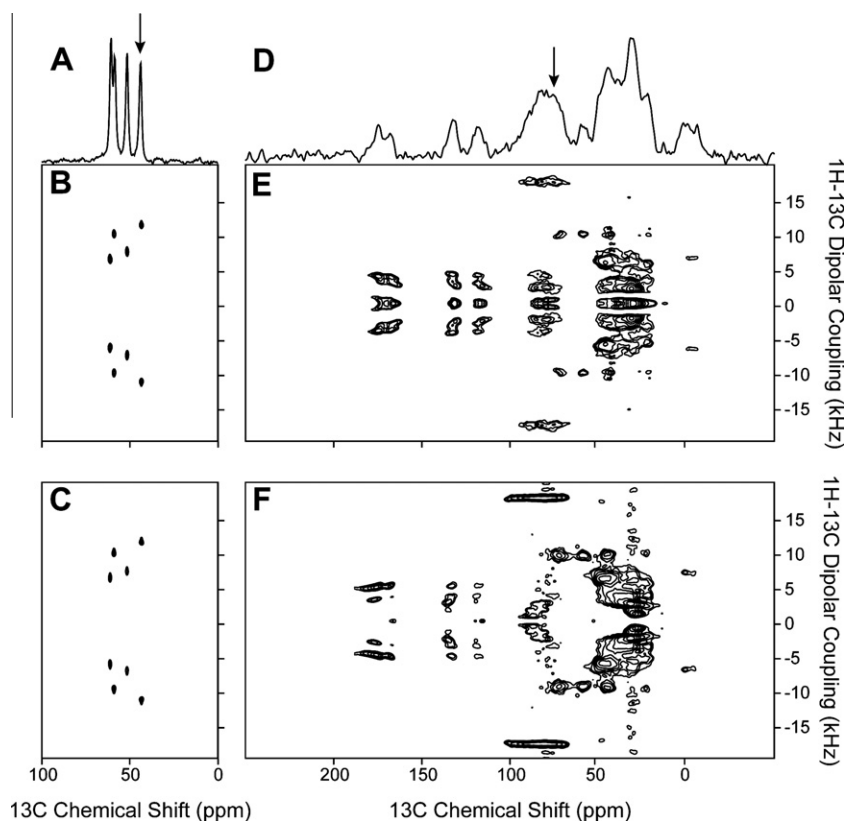 A
D
B
E
15
10
5
0
-5
-10
-15
1H-13C Dipolar Coupling (kHz)
C
F
15
10
5
0
-5
-10
-15
1H-13C Dipolar Coupling (kHz)
100 50 0 200 150 100 50 0
13C Chemical Shift (ppm) 13C Chemical Shift (ppm)